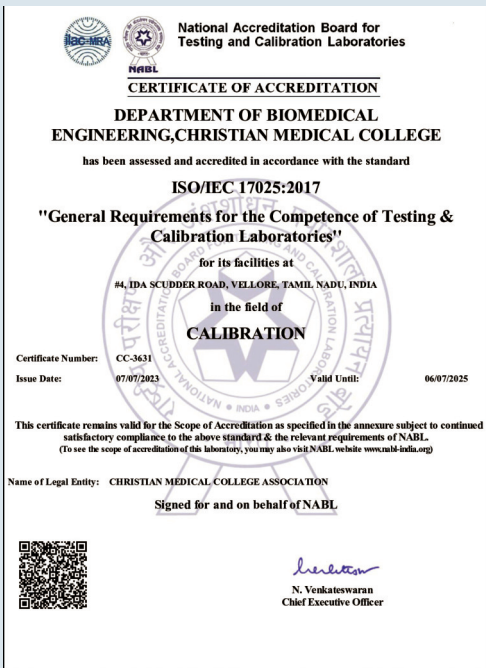 ilac-MRA
NABL
National Accreditation Board for
Testing and Calibration Laboratories
CERTIFICATE OF ACCREDITATION
DEPARTMENT OF BIOMEDICAL
ENGINEERING,CHRISTIAN MEDICAL COLLEGE
has been assessed and accredited in accordance with the standard
ISO/IEC 17025:2017
"General Requirements for the Competence of Testing &
Calibration Laboratories"
for its facilities at
#4, IDA SCUDDER ROAD, VELLORE, TAMIL NADU, INDIA
in the field of
CALIBRATION
Certificate Number: CC-3631
Issue Date: 07/07/2023 Valid Until: 06/07/2025
This certificate remains valid for the Scope of Accreditation as specified in the annexure subject to continued
satisfactory compliance to the above standard & the relevant requirements of NABL.
(To see the scope of accreditation of this laboratory, you may also visit NABL website www.nabl-india.org)
Name of Legal Entity: CHRISTIAN MEDICAL COLLEGE ASSOCIATION
Signed for and on behalf of NABL
N. Venkateswaran
Chief Executive Officer